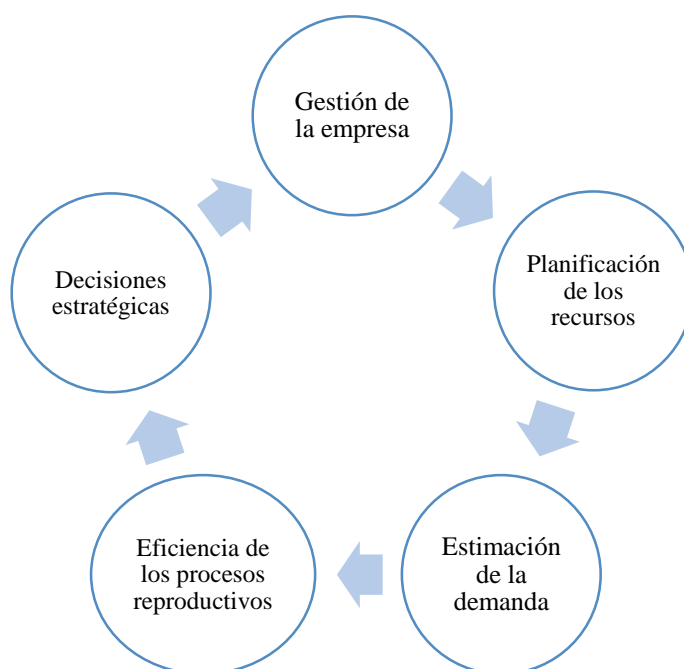 Gestión de
la empresa
Planificación
de los
recursos
Estimación
de la
demanda
Eficiencia de
los procesos
reproductivos
Decisiones
estratégicas